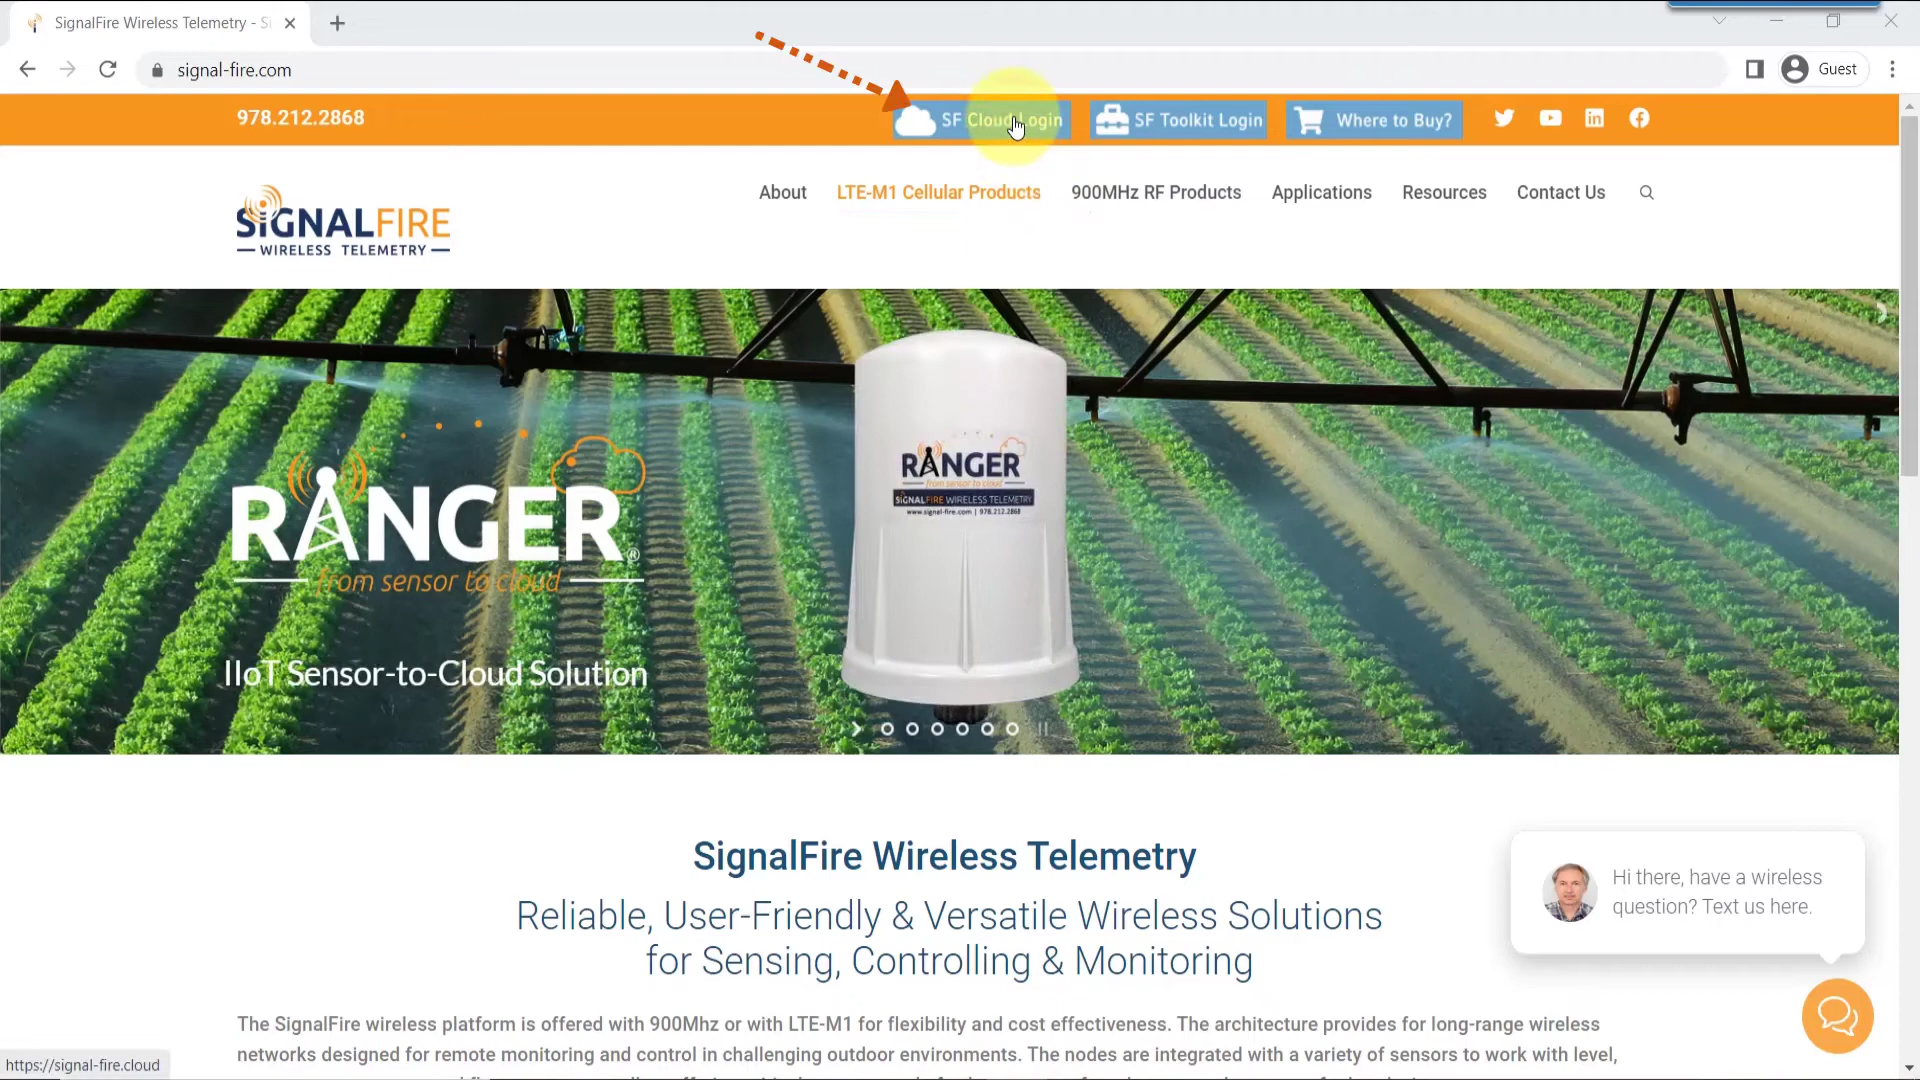 SignalFire Wireless Telemetry - Si
signal-fire.com
Guest
978.212.2868
SF Cloud Login
SF Toolkit Login
Where to Buy?
SIGNALFIRE
WIRELESS TELEMETRY
About
LTE-M1 Cellular Products
900MHz RF Products
Applications
Resources
Contact Us
RANGER®
from sensor to cloud
IIoT Sensor-to-Cloud Solution
RANGER
from sensor to cloud
SIGNALFIRE WIRELESS TELEMETRY
www.signal-fire.com | 978.212.2868
SignalFire Wireless Telemetry
Reliable, User-Friendly & Versatile Wireless Solutions
for Sensing, Controlling & Monitoring
Hi there, have a wireless
question? Text us here.
The SignalFire wireless platform is offered with 900Mhz or with LTE-M1 for flexibility and cost effectiveness. The architecture provides for long-range wireless
networks designed for remote monitoring and control in challenging outdoor environments. The nodes are integrated with a variety of sensors to work with level,
https://signal-fire.cloud